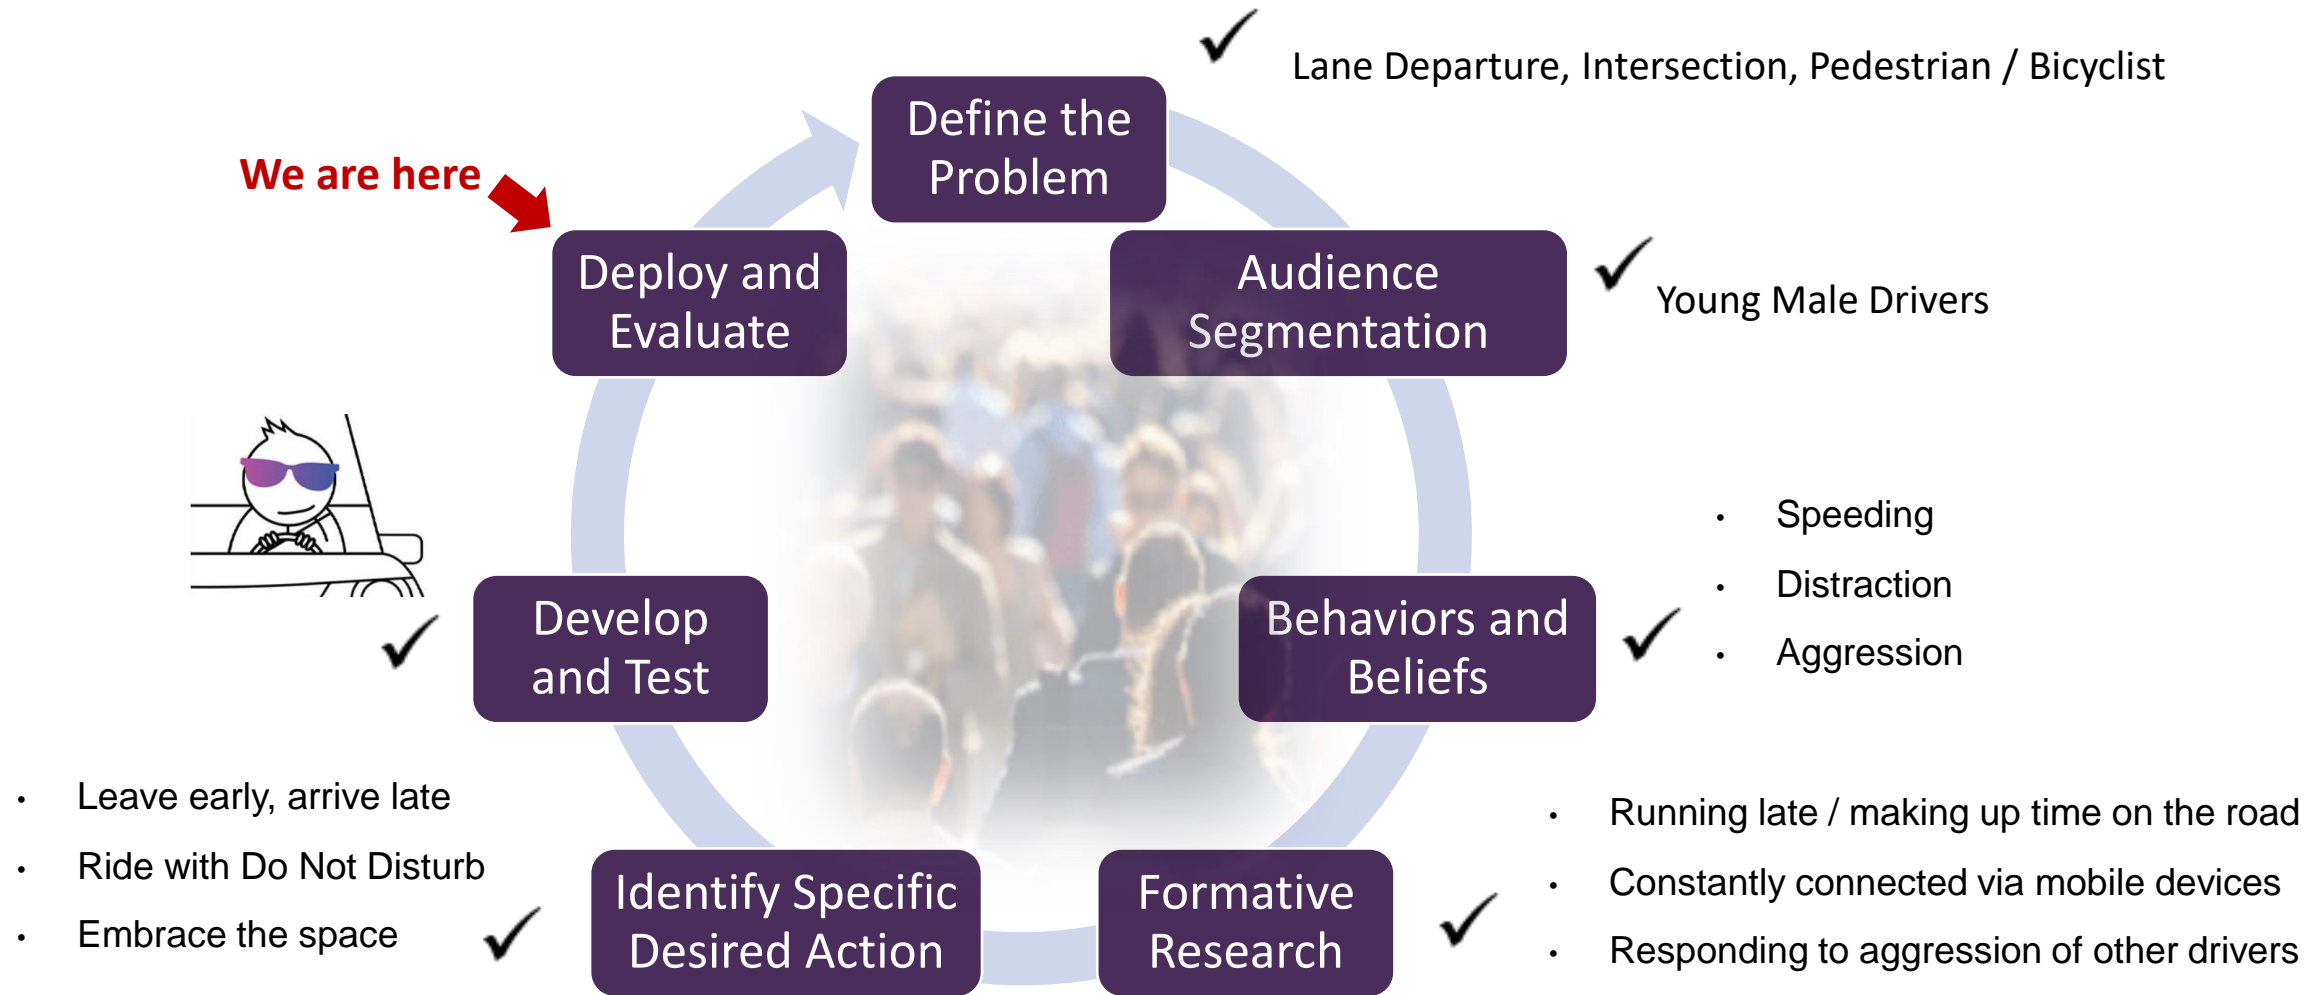 Lane Departure, Intersection, Pedestrian / Bicyclist
Define the
Problem
We are here
Deploy and
Evaluate
Audience
Segmentation
Young Male Drivers
• Speeding
• Distraction
• Aggression
Behaviors and
Beliefs
Develop
and Test
• Leave early, arrive late
• Ride with Do Not Disturb
• Embrace the space
Identify Specific
Desired Action
Formative
Research
• Running late / making up time on the road
• Constantly connected via mobile devices
• Responding to aggression of other drivers